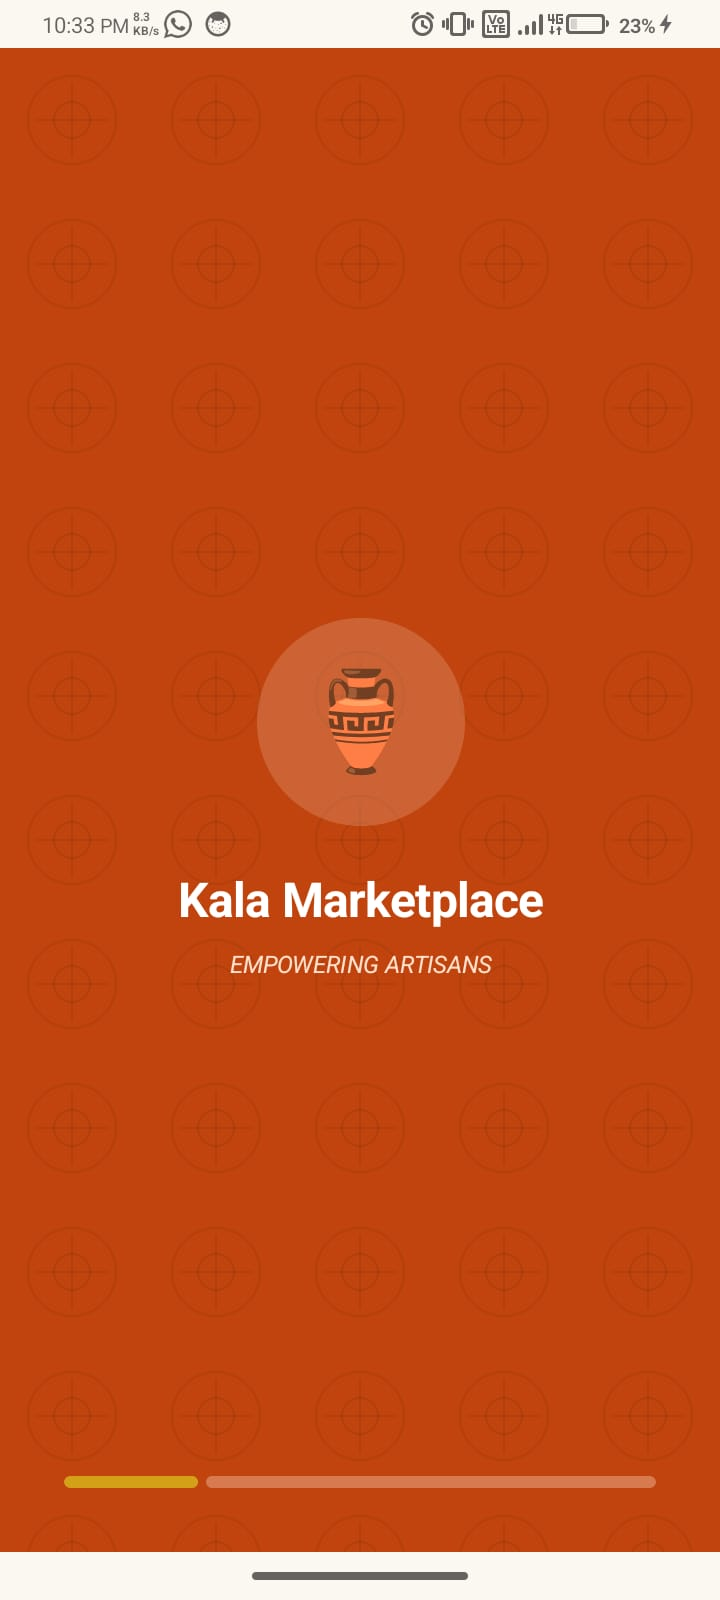 10:33 PM 8.3 KB/s Vo LTE 4G 23%
Kala Marketplace
EMPOWERING ARTISANS